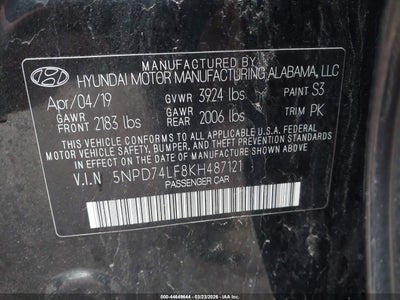 MANUFACTURED BY
HYUNDAI MOTOR MANUFACTURING ALABAMA, LLC
Apr/04/19 GVWR 3924 lbs PAINT S3
GAWR FRONT 2183 lbs GAWR REAR 2006 lbs TRIM PK
THIS VEHICLE CONFORMS TO ALL APPLICABLE U.S. FEDERAL
MOTOR VEHICLE SAFETY, BUMPER, AND THEFT PREVENTION
STANDARDS IN EFFECT ON THE DATE OF MANUFACTURE SHOWN ABOVE.
V.I.N 5NPD74LF8KH487121
PASSENGER CAR
000-44649644 - 03/23/2026 - © IAA, LLC